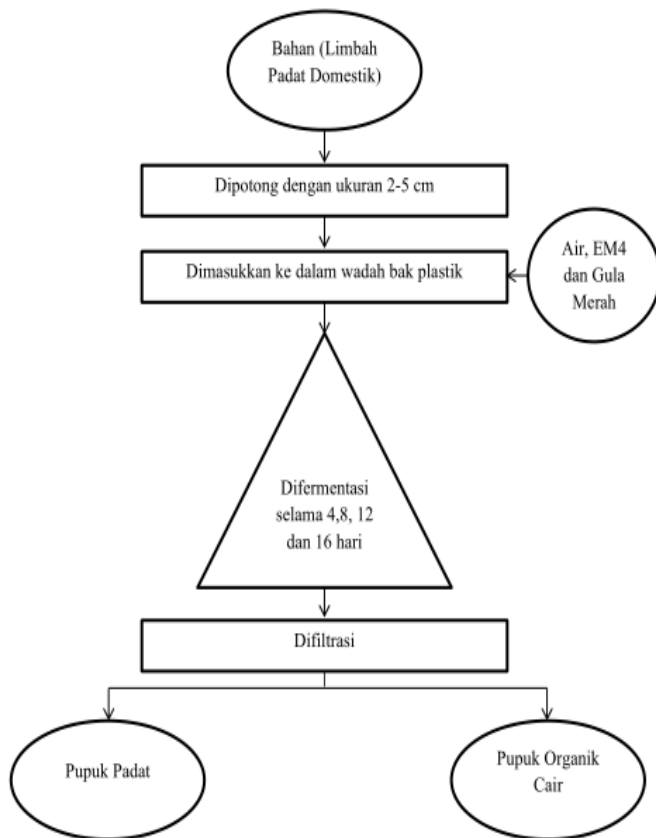 Bahan (Limbah
Padat Domestik)
Dipotong dengan ukuran 2-5 cm
Dimasukkan ke dalam wadah bak plastik
Air, EM4
dan Gula
Merah
Difermentasi
selama 4,8, 12
dan 16 hari
Difiltrasi
Pupuk Padat
Pupuk Organik
Cair